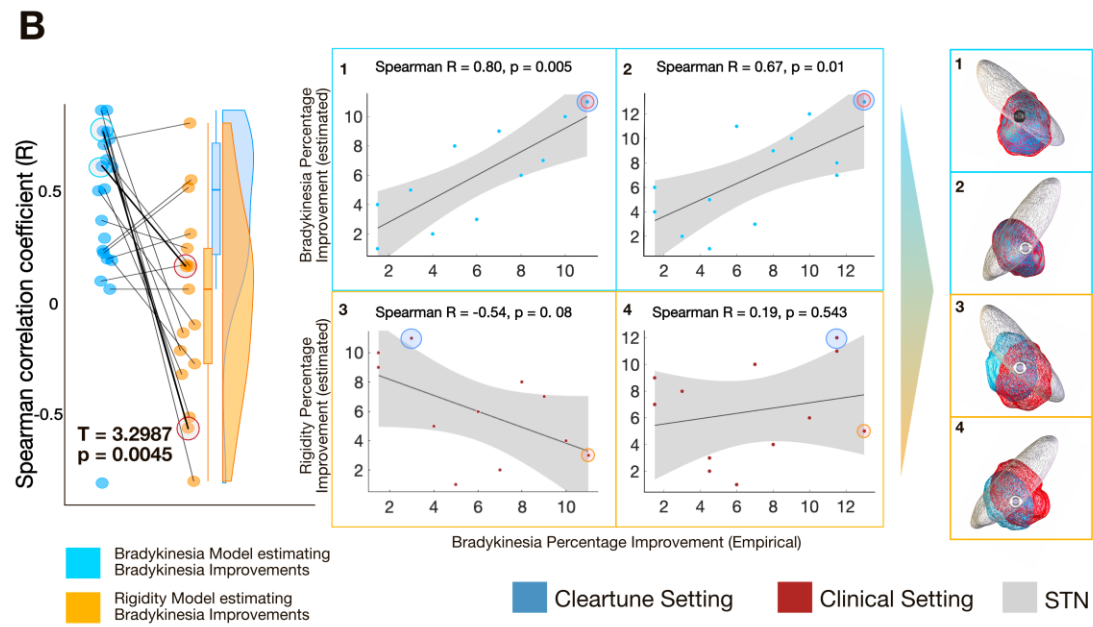 B
Spearman correlation coefficient (R)
0.5
0
-0.5
T = 3.2987
p = 0.0045
Bradykinesia Model estimating
Bradykinesia Improvements
Rigidity Model estimating
Bradykinesia Improvements
1
Spearman R = 0.80, p = 0.005
Bradykinesia Percentage
Improvement (estimated)
10
8
6
4
2
2 4 6 8 10
2
Spearman R = 0.67, p = 0.01
12
10
8
6
4
2
2 4 6 8 10 12
3
Spearman R = -0.54, p = 0. 08
Rigidity Percentage
Improvement (estimated)
10
8
6
4
2
2 4 6 8 10
4
Spearman R = 0.19, p = 0.543
12
10
8
6
4
2
2 4 6 8 10 12
Bradykinesia Percentage Improvement (Empirical)
1
2
3
4
Cleartune Setting
Clinical Setting
STN